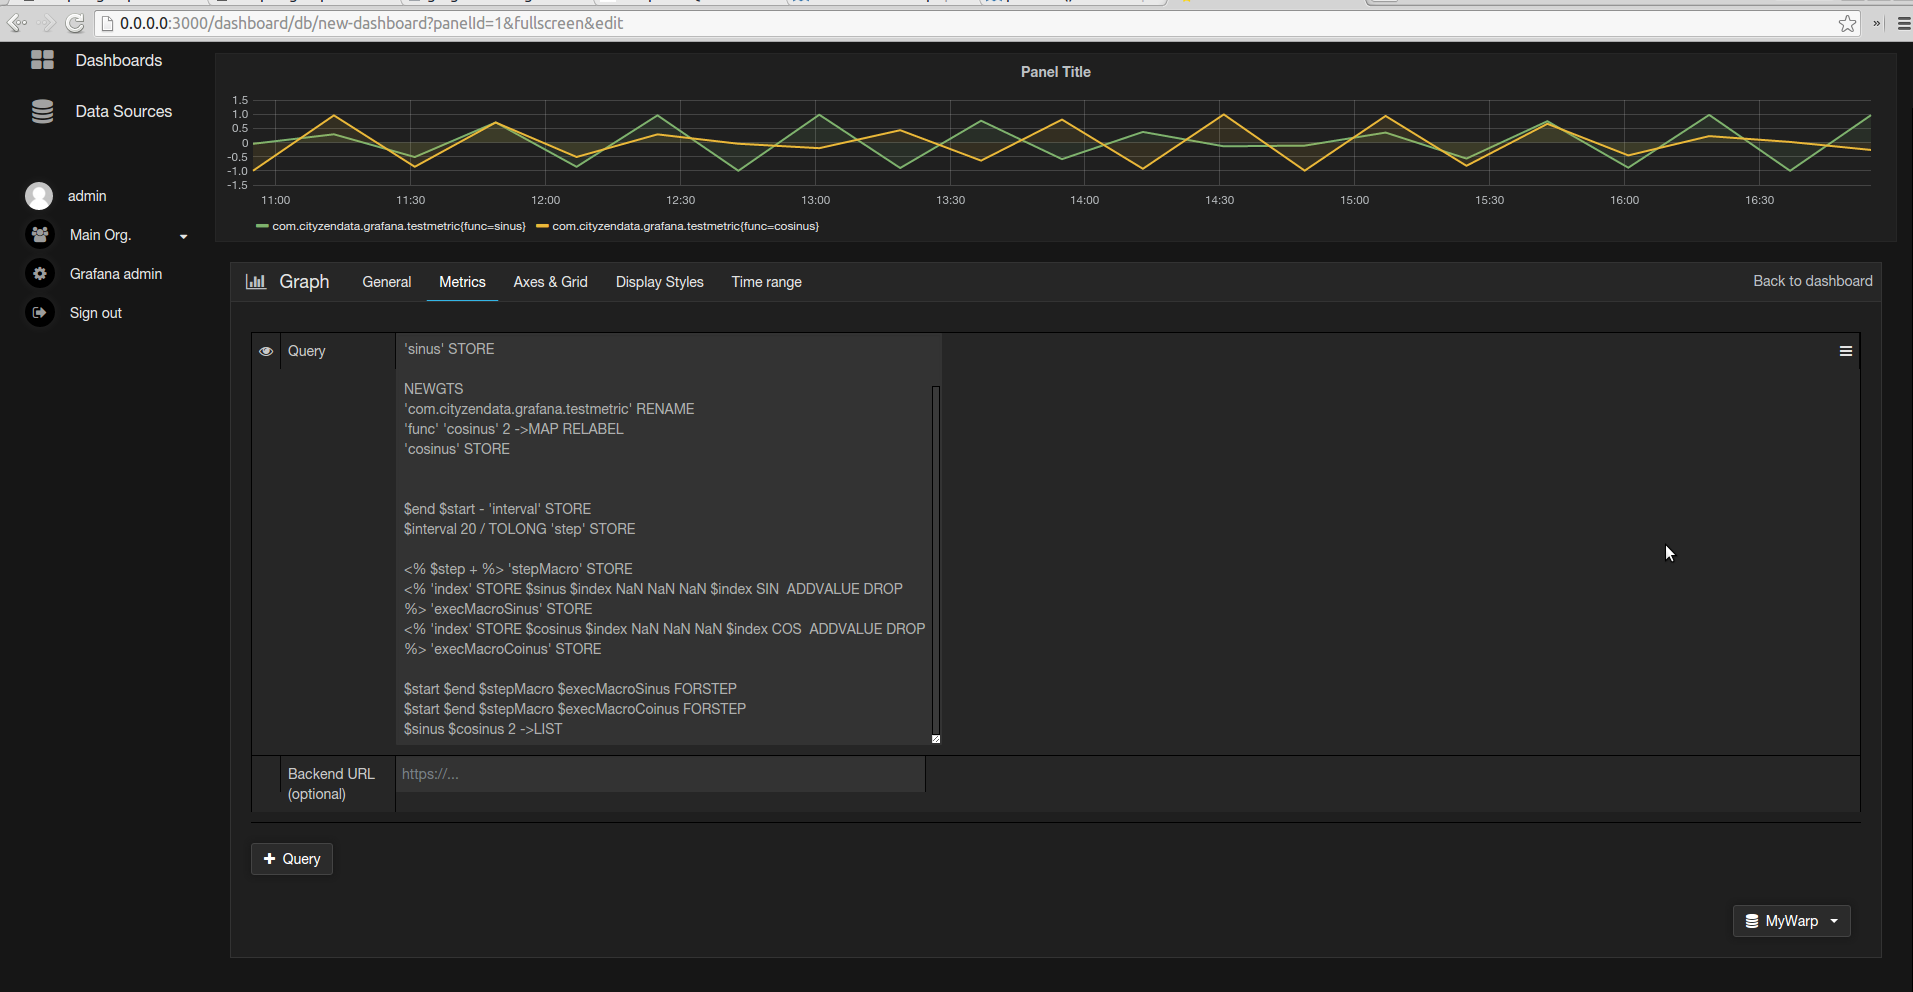 0.0.0.0:3000/dashboard/db/new-dashboard?panelId=1&fullscreen&edit
»
Dashboards
Data Sources
admin
Main Org.
Grafana admin
Sign out
Panel Title
1.5
1.0
0.5
0
-0.5
-1.0
-1.5
11:00 11:30 12:00 12:30 13:00 13:30 14:00 14:30 15:00 15:30 16:00 16:30
com.cityzendata.grafana.testmetric{func=sinus} com.cityzendata.grafana.testmetric{func=cosinus}
Graph General Metrics Axes & Grid Display Styles Time range Back to dashboard
Query
'sinus' STORE
NEWGTS
'com.cityzendata.grafana.testmetric' RENAME
'func' 'cosinus' 2 ->MAP RELABEL
'cosinus' STORE
$end $start - 'interval' STORE
$interval 20 / TOLONG 'step' STORE
<% $step + %> 'stepMacro' STORE
<% 'index' STORE $sinus $index NaN NaN NaN $index SIN  ADDVALUE DROP
%> 'execMacroSinus' STORE
<% 'index' STORE $cosinus $index NaN NaN NaN $index COS  ADDVALUE DROP
%> 'execMacroCoinus' STORE
$start $end $stepMacro $execMacroSinus FORSTEP
$start $end $stepMacro $execMacroCoinus FORSTEP
$sinus $cosinus 2 ->LIST
Backend URL
(optional)
https://...
Query
MyWarp